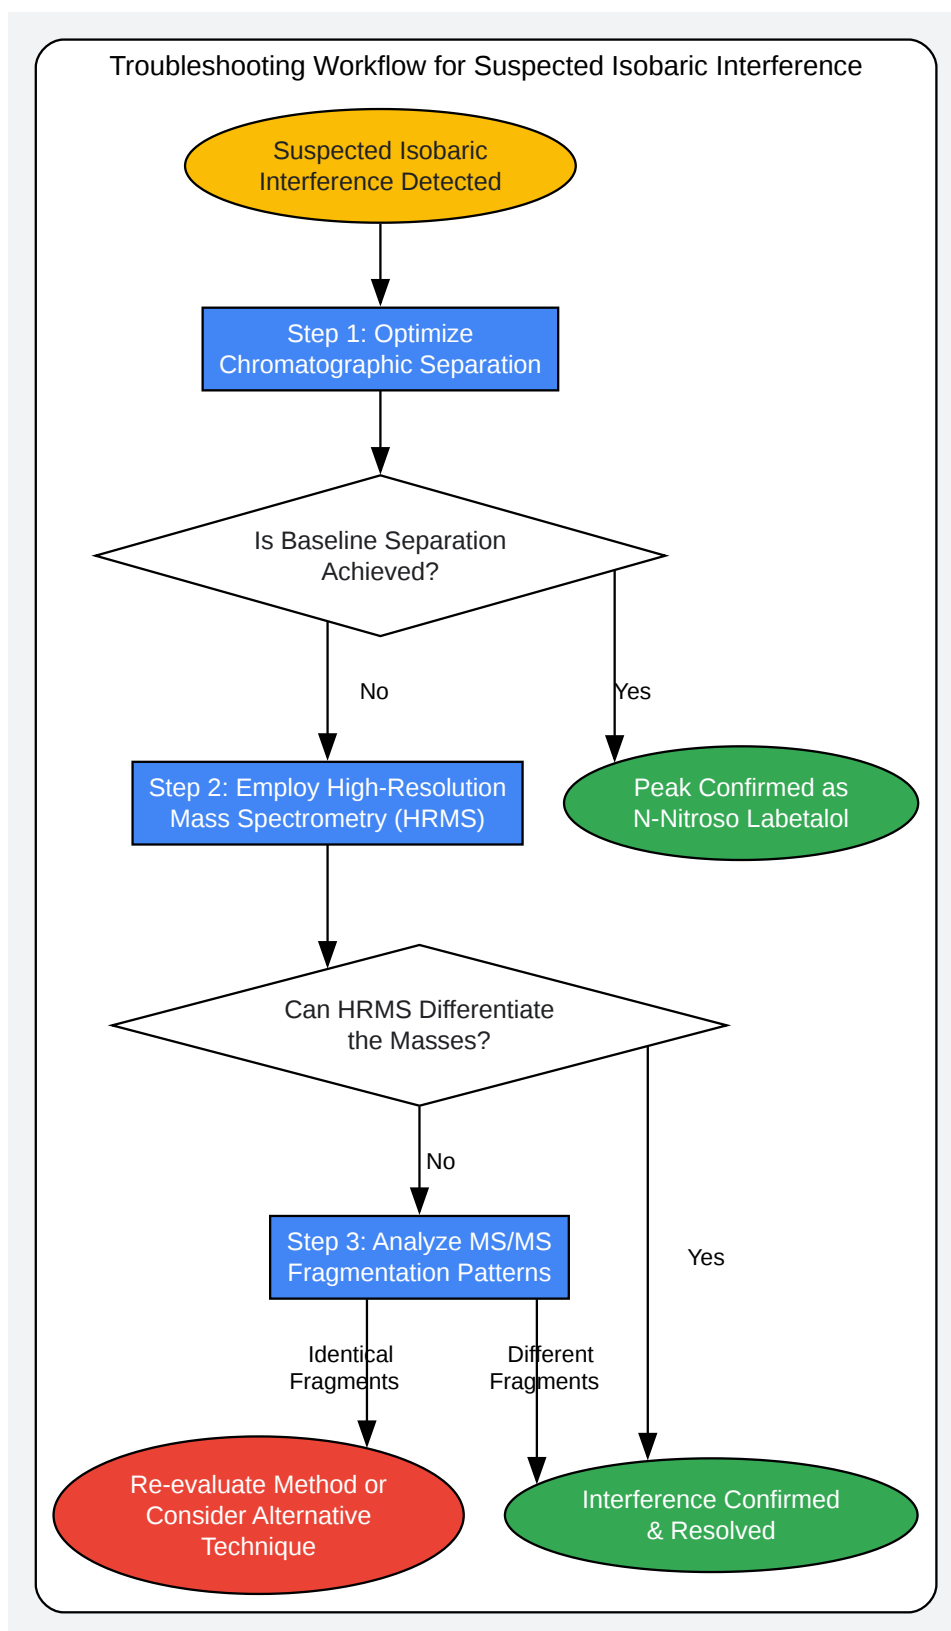 Troubleshooting Workflow for Suspected Isobaric Interference
Suspected Isobaric
Interference Detected
Step 1: Optimize
Chromatographic Separation
Is Baseline Separation
Achieved?
No
Yes
Step 2: Employ High-Resolution
Mass Spectrometry (HRMS)
Peak Confirmed as
N-Nitroso Labetalol
Can HRMS Differentiate
the Masses?
No
Step 3: Analyze MS/MS
Fragmentation Patterns
Yes
Identical
Fragments
Different
Fragments
Re-evaluate Method or
Consider Alternative
Technique
Interference Confirmed
& Resolved